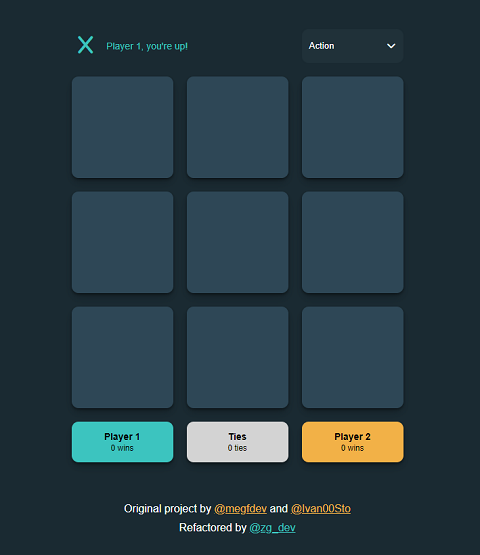 Player 1, you're up!
Action
Player 1
0 wins
Ties
0 ties
Player 2
0 wins
Original project by @megfdev and @Ivan00Sto
Refactored by @zg_dev